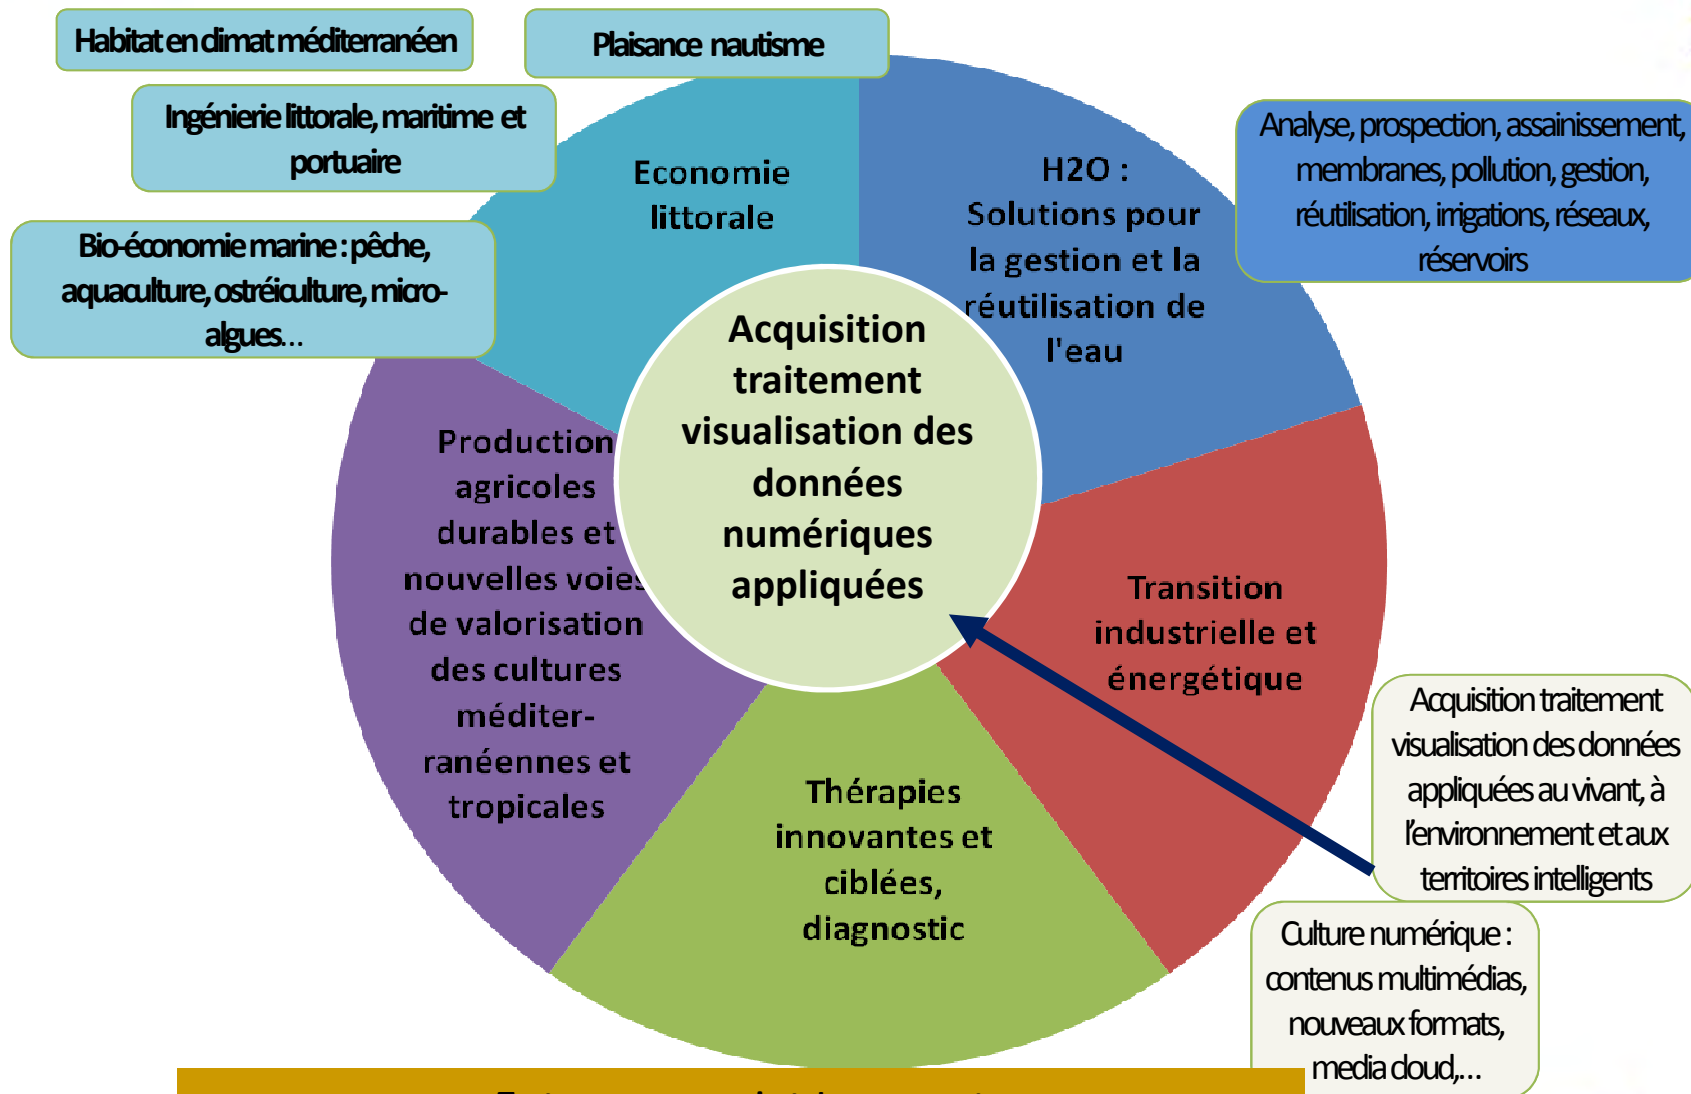 Habitat en climat méditerranéen
Plaisance nautisme
Ingénierie littorale, maritime et
portuaire
Bio-économie marine : pêche,
aquaculture, ostréiculture, micro-
algues...
Economie
littorale
H2O :
Solutions pour
la gestion et la
réutilisation de
l'eau
Analyse, prospection, assainissement,
membranes, pollution, gestion,
réutilisation, irrigations, réseaux,
réservoirs
Acquisition
traitement
visualisation des
données
numériques
appliquées
Production
agricoles
durables et
nouvelles voies
de valorisation
des cultures
méditer-
ranéennes et
tropicales
Transition
industrielle et
énergétique
Thérapies
innovantes et
ciblées,
diagnostic
Acquisition traitement
visualisation des données
appliquées au vivant, à
l'environnement et aux
territoires intelligents
Culture numérique :
contenus multimédias,
nouveaux formats,
media cloud,...